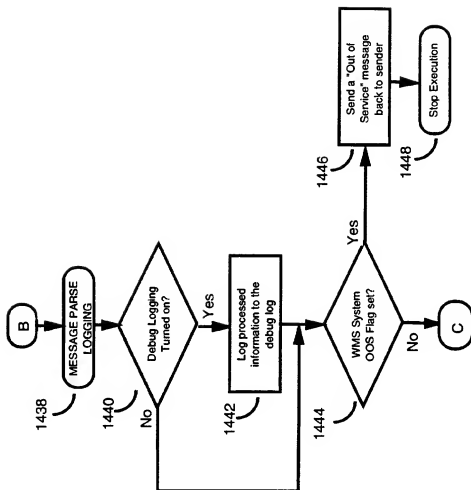 B
1438
MESSAGE PARSE
LOGGING
1440
Debug Logging
Turned on?
No
Yes
1442
Log processed
information to the
debug log
1444
WMS System
OOS Flag set?
Yes
No
1446
Send a "Out of
Service" message
back to sender
1448
Stop Execution
C